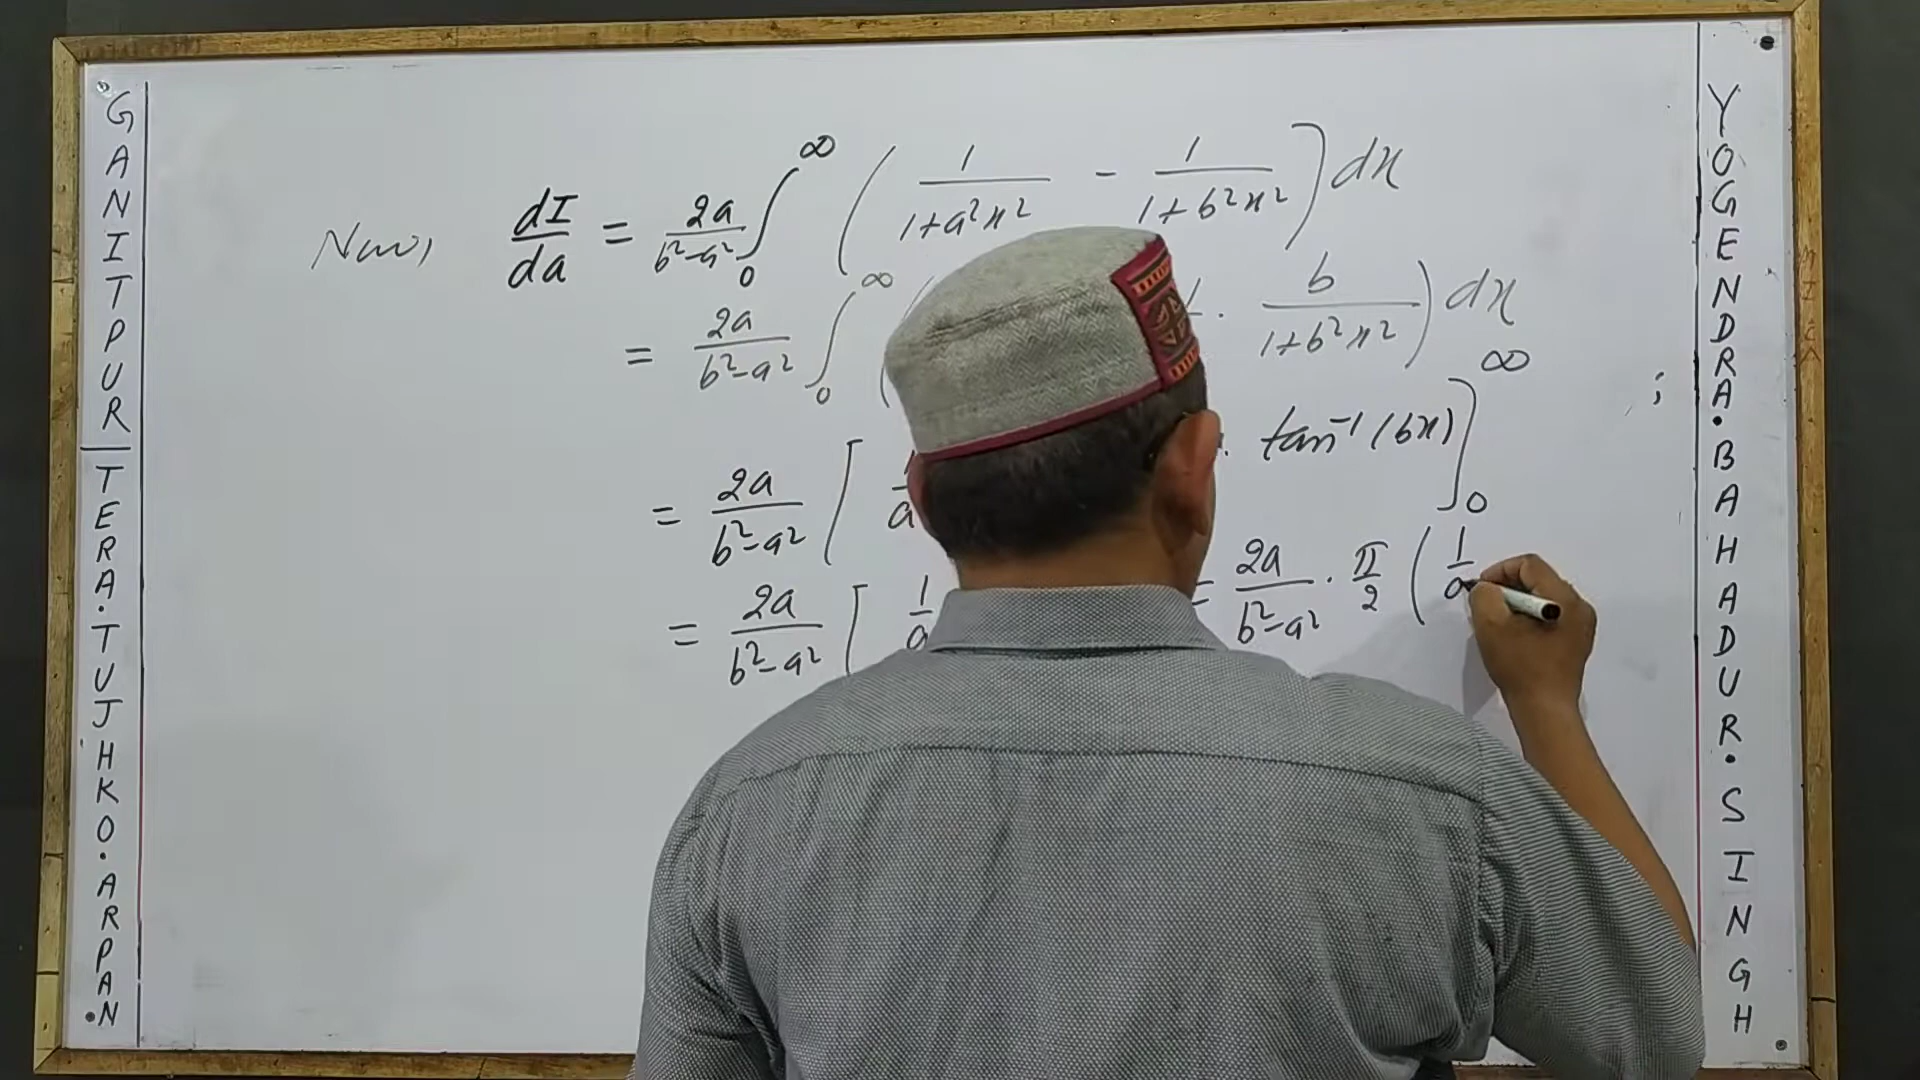 GANITPUR
TERA.TUJHKO.ARPAN.
Now, dI/da = 2a/(b²-a²) ∫₀^∞ ( 1/(1+a²x²) - 1/(1+b²x²) ) dx
= 2a/(b²-a²) ∫₀^∞ ( · b/(1+b²x²) ) dx
= 2a/(b²-a²) [ 1/a · tan⁻¹(bx) ]₀^∞ ;
= 2a/(b²-a²) [ 1/a = 2a/(b²-a²) · π/2 ( 1/a
YOGENDRA.BAHADUR.SINGH